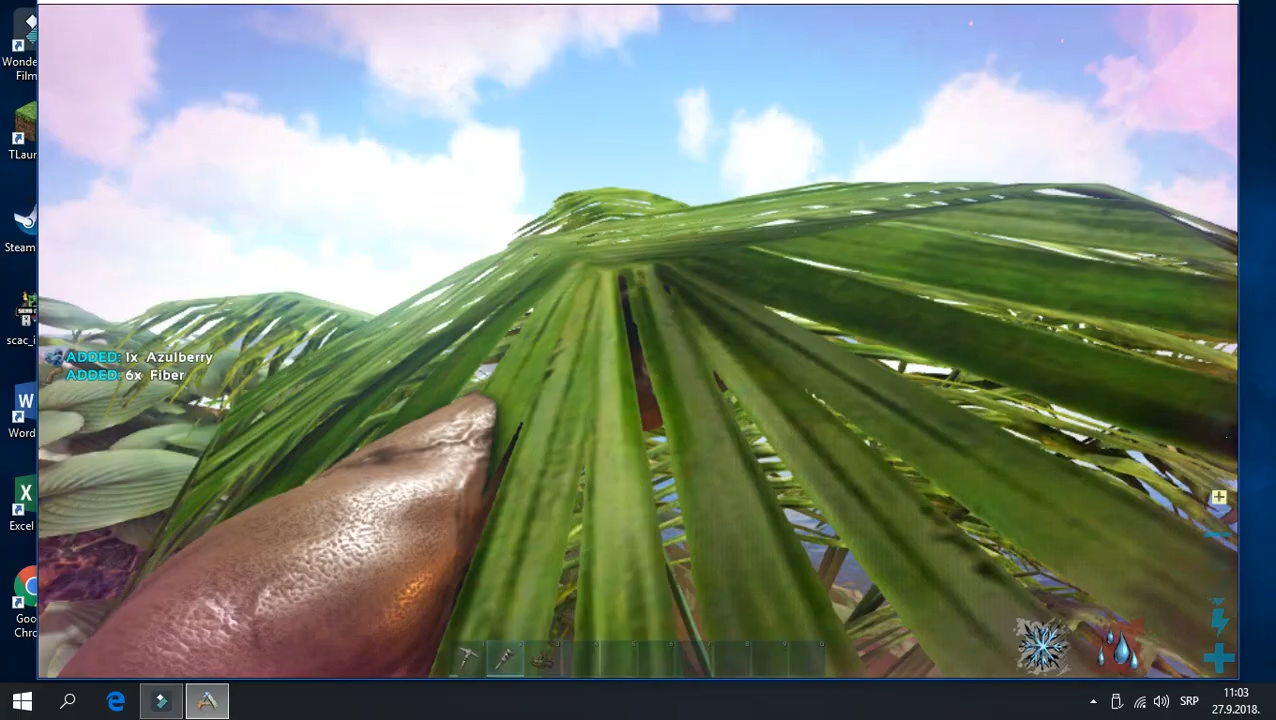 Wonde
Film
TLaun
Steam
scac_i
Word
Excel
Goo
Chro
ADDED: 1x Azulberry
ADDED: 6x Fiber
SRP
11:03
27.9.2018.